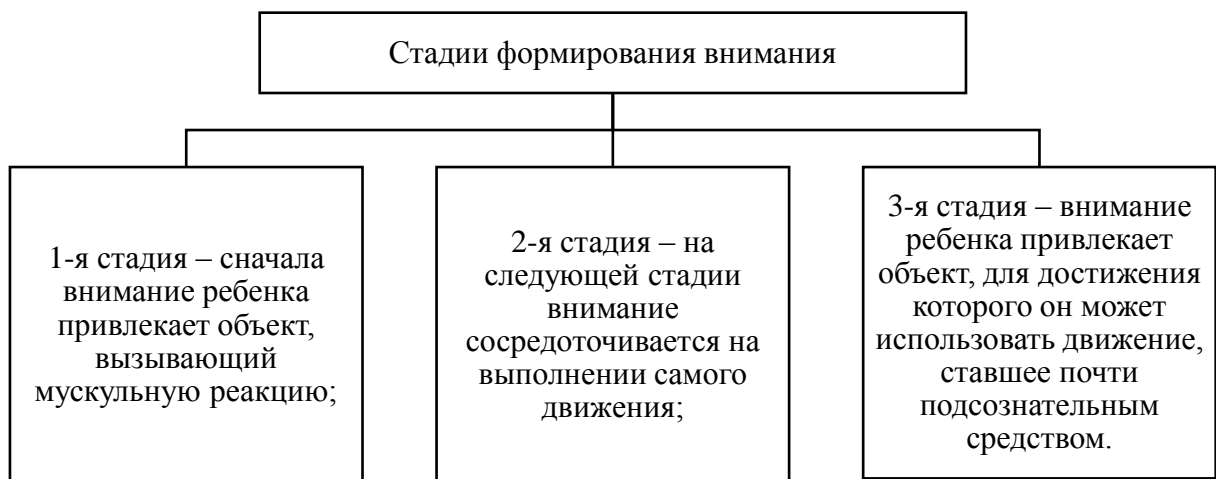 Стадии формирования внимания
1-я стадия – сначала
внимание ребенка
привлекает объект,
вызывающий
мускульную реакцию;
2-я стадия – на
следующей стадии
внимание
сосредоточивается на
выполнении самого
движения;
3-я стадия – внимание
ребенка привлекает
объект, для достижения
которого он может
использовать движение,
ставшее почти
подсознательным
средством.